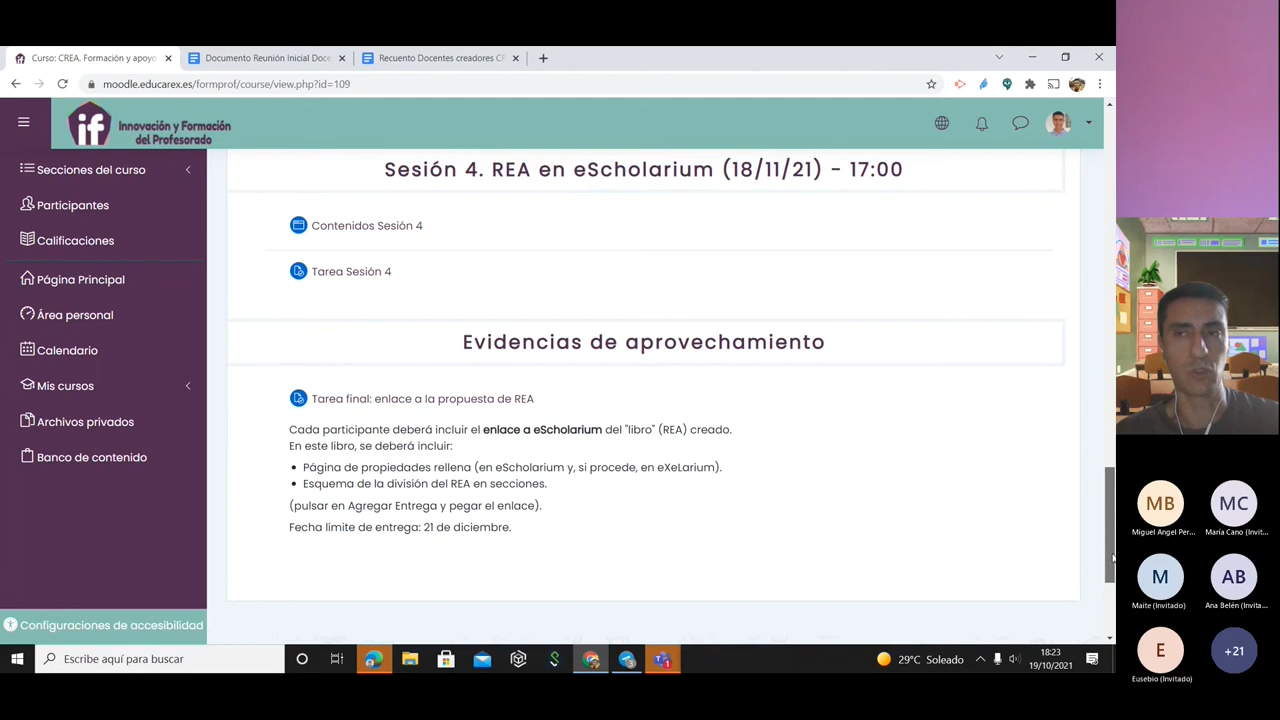 Curso: CREA. Formación y apoyo
Documento Reunión Inicial Doce
Recuento Docentes creadores CR
moodle.educarex.es/formprof/course/view.php?id=109
if Innovación y Formación
del Profesorado
Secciones del curso
Participantes
Calificaciones
Página Principal
Área personal
Calendario
Mis cursos
Archivos privados
Banco de contenido
Configuraciones de accesibilidad
Sesión 4. REA en eScholarium (18/11/21) - 17:00
Contenidos Sesión 4
Tarea Sesión 4
Evidencias de aprovechamiento
Tarea final: enlace a la propuesta de REA
Cada participante deberá incluir el enlace a eScholarium del "libro" (REA) creado.
En este libro, se deberá incluir:
Página de propiedades rellena (en eScholarium y, si procede, en eXeLarium).
Esquema de la división del REA en secciones.
(pulsar en Agregar Entrega y pegar el enlace).
Fecha límite de entrega: 21 de diciembre.
MB
MC
Miguel Angel Per...
María Cano (Invit...
M
AB
Maite (Invitado)
Ana Belén (Invita...
E
+21
Eusebio (Invitado)
Escribe aquí para buscar
29°C Soleado
18:23
19/10/2021